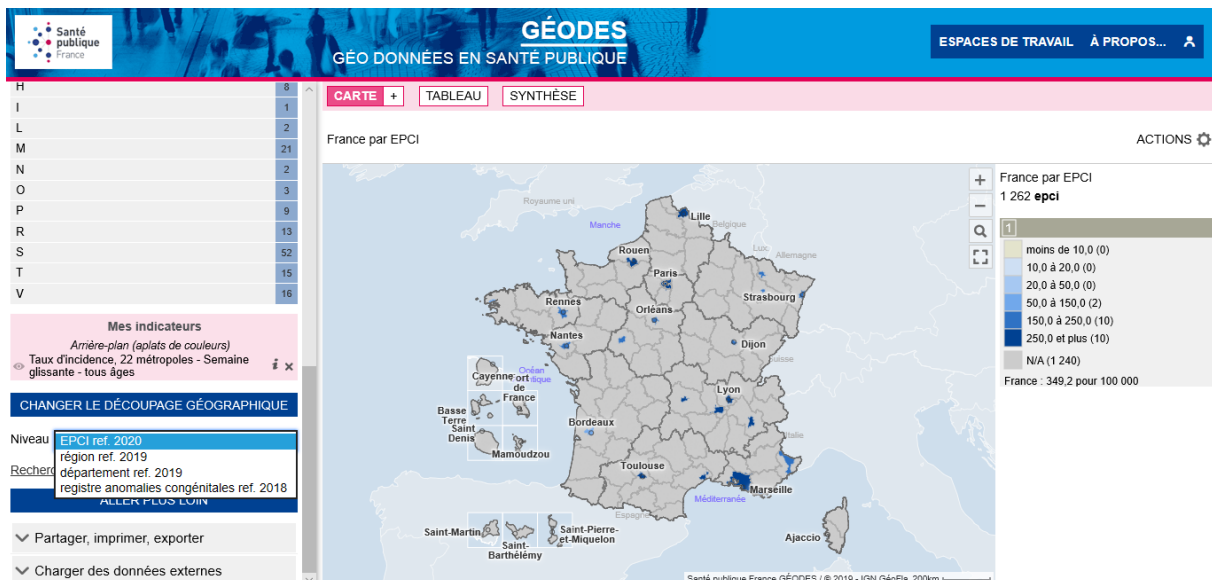 Santé
publique
France
GÉODES
GÉO DONNÉES EN SANTÉ PUBLIQUE
ESPACES DE TRAVAIL À PROPOS...
H 8
I 1
L 2
M 21
N 2
O 3
P 9
R 13
S 52
T 15
V 16
Mes indicateurs
Arrière-plan (aplats de couleurs)
Taux d'incidence, 22 métropoles - Semaine
glissante - tous âges
i ×
CHANGER LE DÉCOUPAGE GÉOGRAPHIQUE
Niveau
EPCI ref. 2020
région ref. 2019
département ref. 2019
registre anomalies congénitales ref. 2018
ALLER PLUS LOIN
Partager, imprimer, exporter
Charger des données externes
CARTE +
TABLEAU
SYNTHÈSE
France par EPCI
ACTIONS
Royaume uni
Manche
Lille
Belgique
Rouen
Lux.
Allemagne
Paris
Strasbourg
Rennes
Orléans
Nantes
Dijon
Suisse
Océan
Cayenne
Fort
de
France
Lyon
Basse
Terre
Saint
Denis
Bordeaux
Italie
Mamoudzou
Toulouse
Marseille
Méditerranée
Espagne
Saint-Martin
Saint-
Barthélémy
Saint-Pierre-
et-Miquelon
Ajaccio
Santé publique France GÉODES / © 2019 - IGN GéoFla, 200km
+
−
France par EPCI
1 262 epci
1
moins de 10,0 (0)
10,0 à 20,0 (0)
20,0 à 50,0 (0)
50,0 à 150,0 (2)
150,0 à 250,0 (10)
250,0 et plus (10)
N/A (1 240)
France : 349,2 pour 100 000